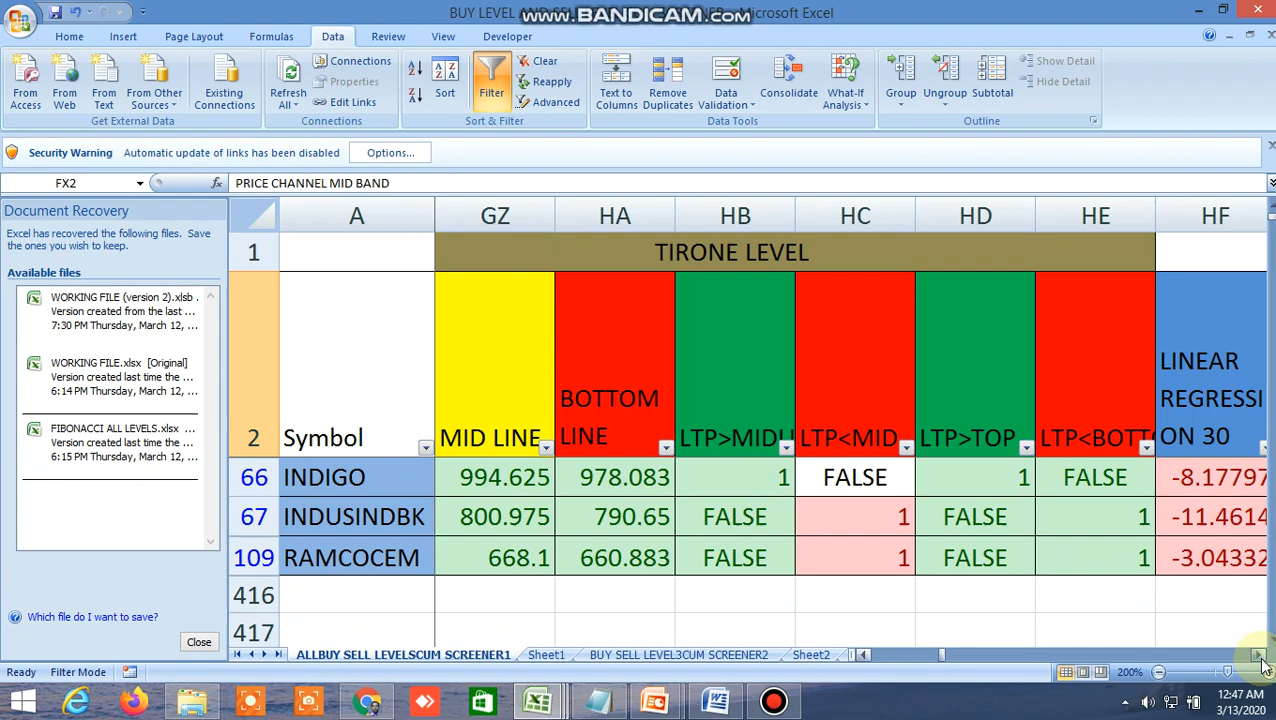 BUY LEVEL AND SE
www.BANDICAM.com
- Microsoft Excel
Home Insert Page Layout Formulas Data Review View Developer
From Access
From Web
From Text
From Other Sources
Existing Connections
Get External Data
Refresh All
Connections
Properties
Edit Links
Connections
Sort
Filter
Clear
Reapply
Advanced
Sort & Filter
Text to Columns
Remove Duplicates
Data Validation
Consolidate
What-If Analysis
Data Tools
Group
Ungroup
Subtotal
Show Detail
Hide Detail
Outline
Security Warning Automatic update of links has been disabled Options...
FX2 fx PRICE CHANNEL MID BAND
Document Recovery
Excel has recovered the following files. Save
the ones you wish to keep.
Available files
WORKING FILE (version 2).xlsb .
Version created from the last ...
7:30 PM Thursday, March 12, ...
WORKING FILE.xlsx [Original]
Version created last time the ...
6:14 PM Thursday, March 12, ...
FIBONACCI ALL LEVELS.xlsx ...
Version created last time the ...
6:15 PM Thursday, March 12, ...
Which file do I want to save?
Close
A GZ HA HB HC HD HE HF
1 TIRONE LEVEL
2 Symbol
MID LINE
BOTTOM
LINE
LTP>MIDL
LTP<MID
LTP>TOP
LTP<BOTT
LINEAR
REGRESSI
ON 30
66 INDIGO 994.625 978.083 1 FALSE 1 FALSE -8.17797
67 INDUSINDBK 800.975 790.65 FALSE 1 FALSE 1 -11.4614
109 RAMCOCEM 668.1 660.883 FALSE 1 FALSE 1 -3.04332
416
417
ALLBUY SELL LEVELSCUM SCREENER1 Sheet1 BUY SELL LEVEL3CUM SCREENER2 Sheet2
Ready Filter Mode 200%
12:47 AM
3/13/2020